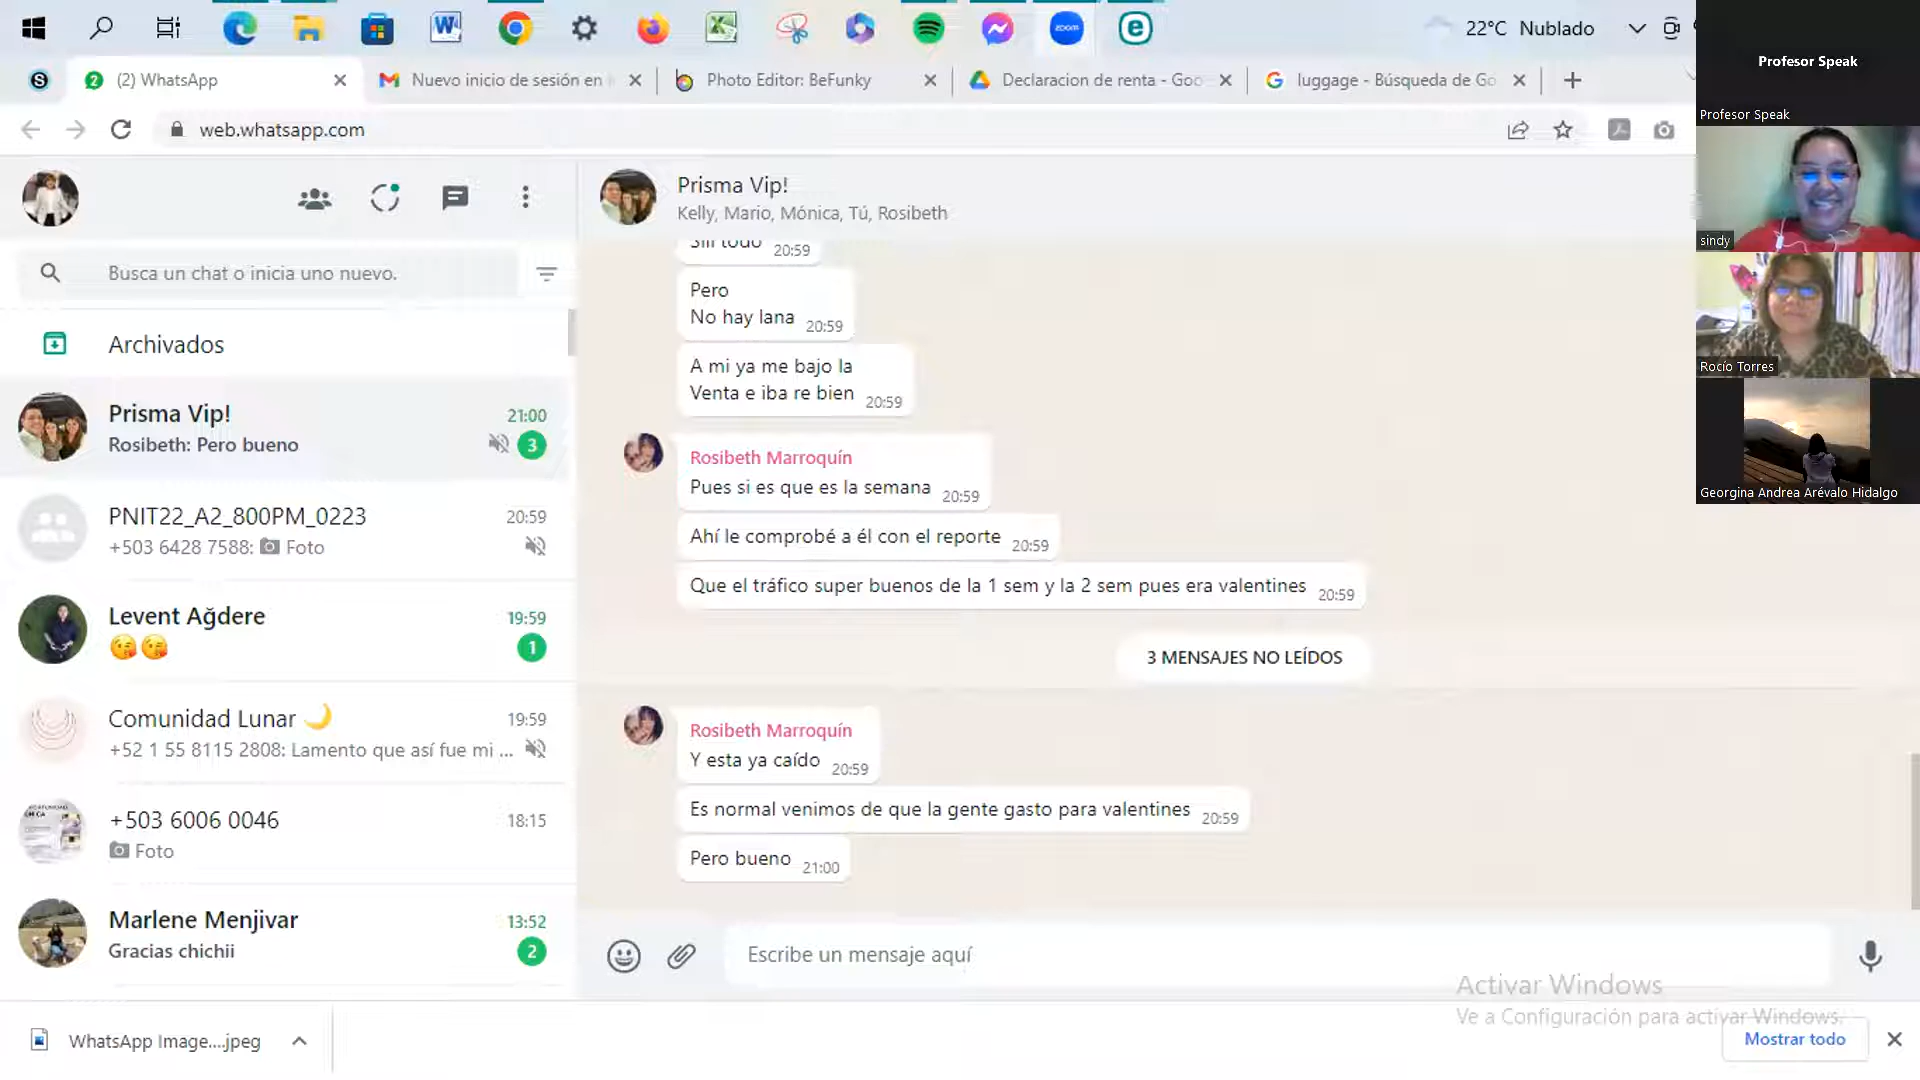 22°C Nublado
(2) WhatsApp
Nuevo inicio de sesión en
Photo Editor: BeFunky
Declaracion de renta - Goo
luggage - Búsqueda de Go
web.whatsapp.com
Prisma Vip!
Kelly, Mario, Mónica, Tú, Rosibeth
Busca un chat o inicia uno nuevo.
Archivados
Prisma Vip!
21:00
Rosibeth: Pero bueno
3
PNIT22_A2_800PM_0223
20:59
+503 6428 7588: Foto
Levent Ağdere
19:59
1
Comunidad Lunar
19:59
+52 1 55 8115 2808: Lamento que así fue mi ...
+503 6006 0046
18:15
Foto
Marlene Menjivar
13:52
Gracias chichii
2
todo 20:59
Pero
No hay lana 20:59
A mi ya me bajo la
Venta e iba re bien 20:59
Rosibeth Marroquín
Pues si es que es la semana 20:59
Ahí le comprobé a él con el reporte 20:59
Que el tráfico super buenos de la 1 sem y la 2 sem pues era valentines 20:59
3 MENSAJES NO LEÍDOS
Rosibeth Marroquín
Y esta ya caído 20:59
Es normal venimos de que la gente gasto para valentines 20:59
Pero bueno 21:00
Escribe un mensaje aquí
Activar Windows
Ve a Configuración para activar Windows.
WhatsApp Image....jpeg
Mostrar todo
Profesor Speak
Profesor Speak
sindy
Rocío Torres
Georgina Andrea Arévalo Hidalgo
zoom